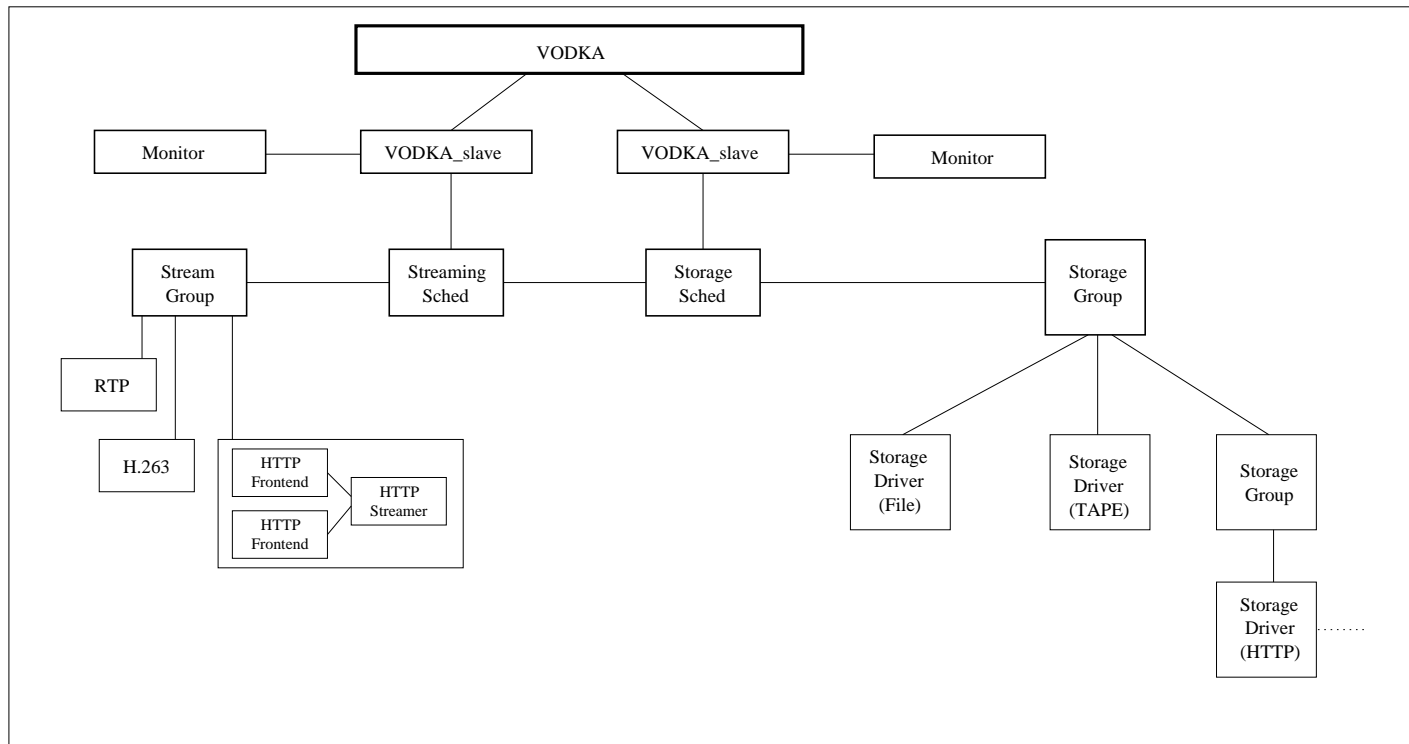 VODKA
Monitor
VODKA_slave
VODKA_slave
Monitor
Stream
Group
Streaming
Sched
Storage
Sched
Storage
Group
RTP
H.263
HTTP
Frontend
HTTP
Streamer
HTTP
Frontend
Storage
Driver
(File)
Storage
Driver
(TAPE)
Storage
Group
Storage
Driver
(HTTP)